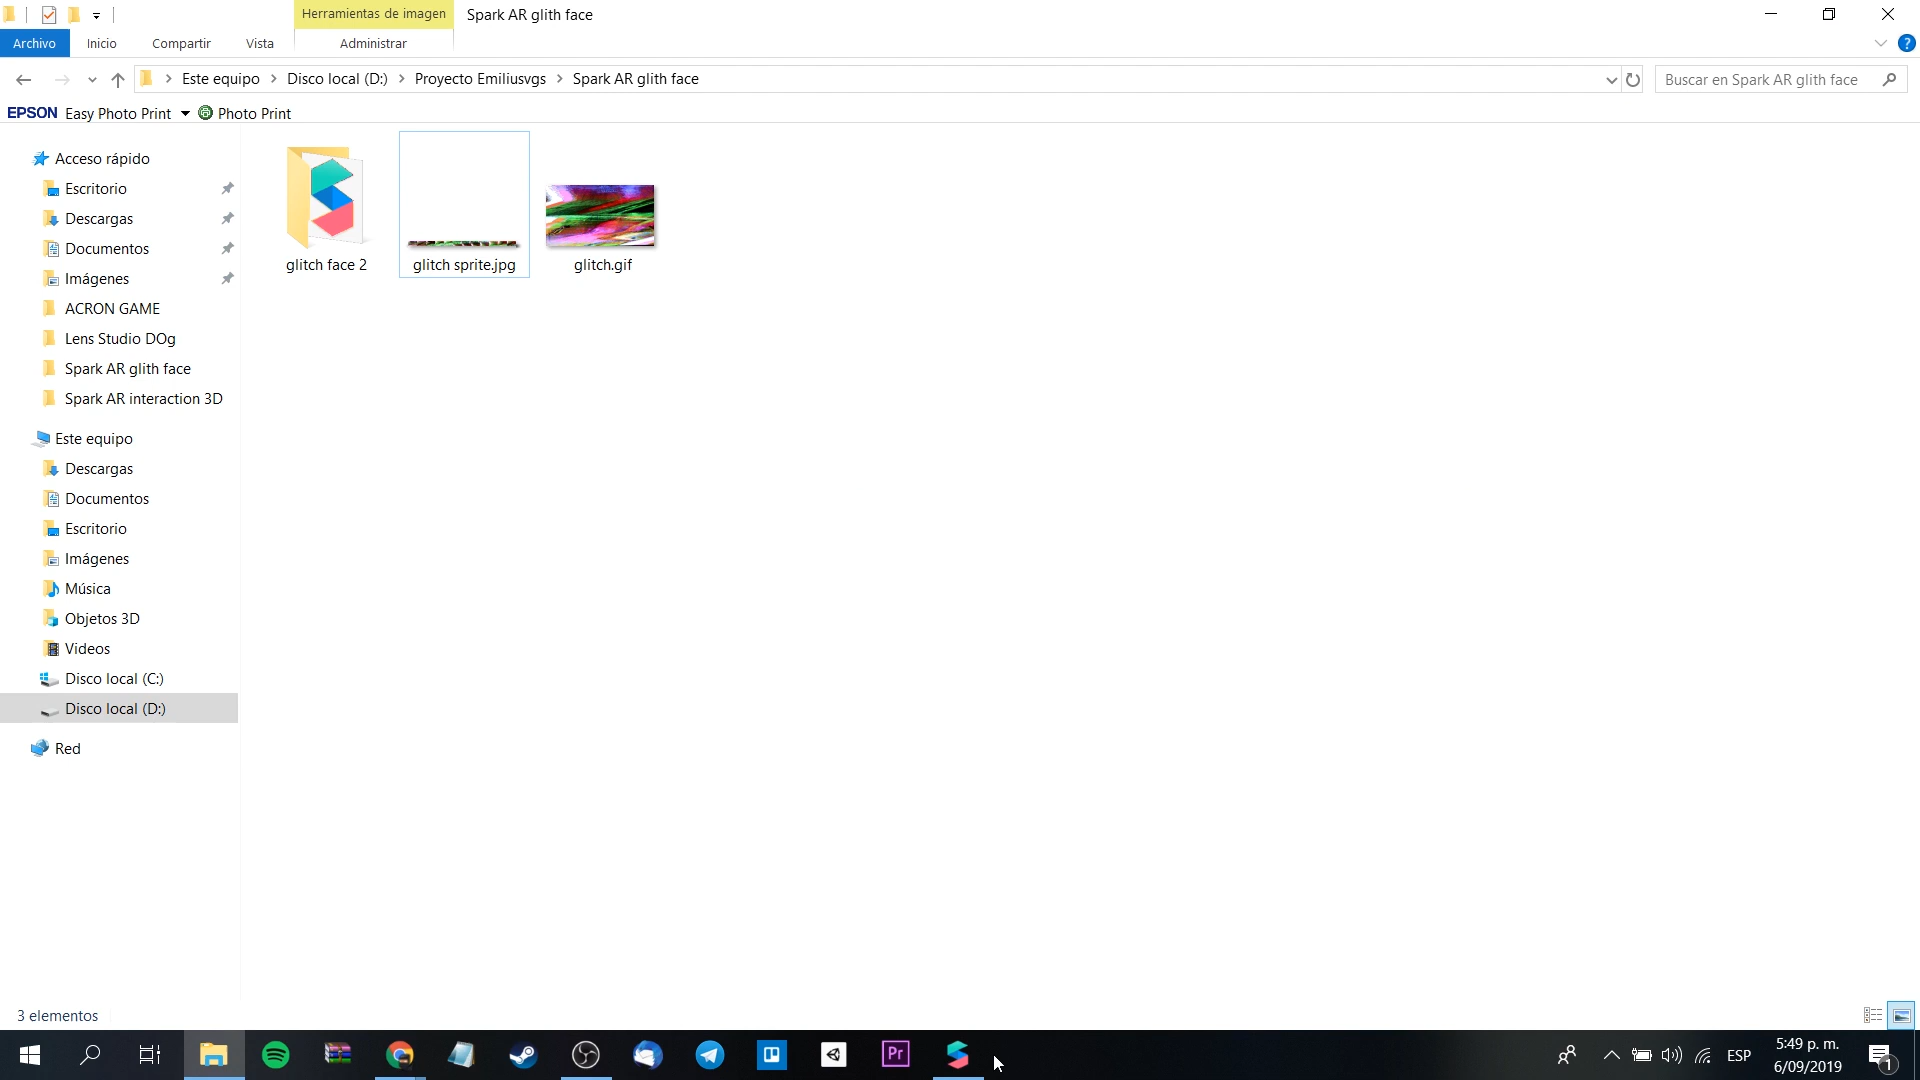 Herramientas de imagen
Spark AR glith face
Archivo
Inicio
Compartir
Vista
Administrar
Este equipo
Disco local (D:)
Proyecto Emiliusvgs
Spark AR glith face
Buscar en Spark AR glith face
EPSON Easy Photo Print
Photo Print
Acceso rápido
Escritorio
Descargas
Documentos
Imágenes
ACRON GAME
Lens Studio DOg
Spark AR glith face
Spark AR interaction 3D
Este equipo
Descargas
Documentos
Escritorio
Imágenes
Música
Objetos 3D
Videos
Disco local (C:)
Disco local (D:)
Red
glitch face 2
glitch sprite.jpg
glitch.gif
3 elementos
Pr
ESP
5:49 p. m.
6/09/2019
1